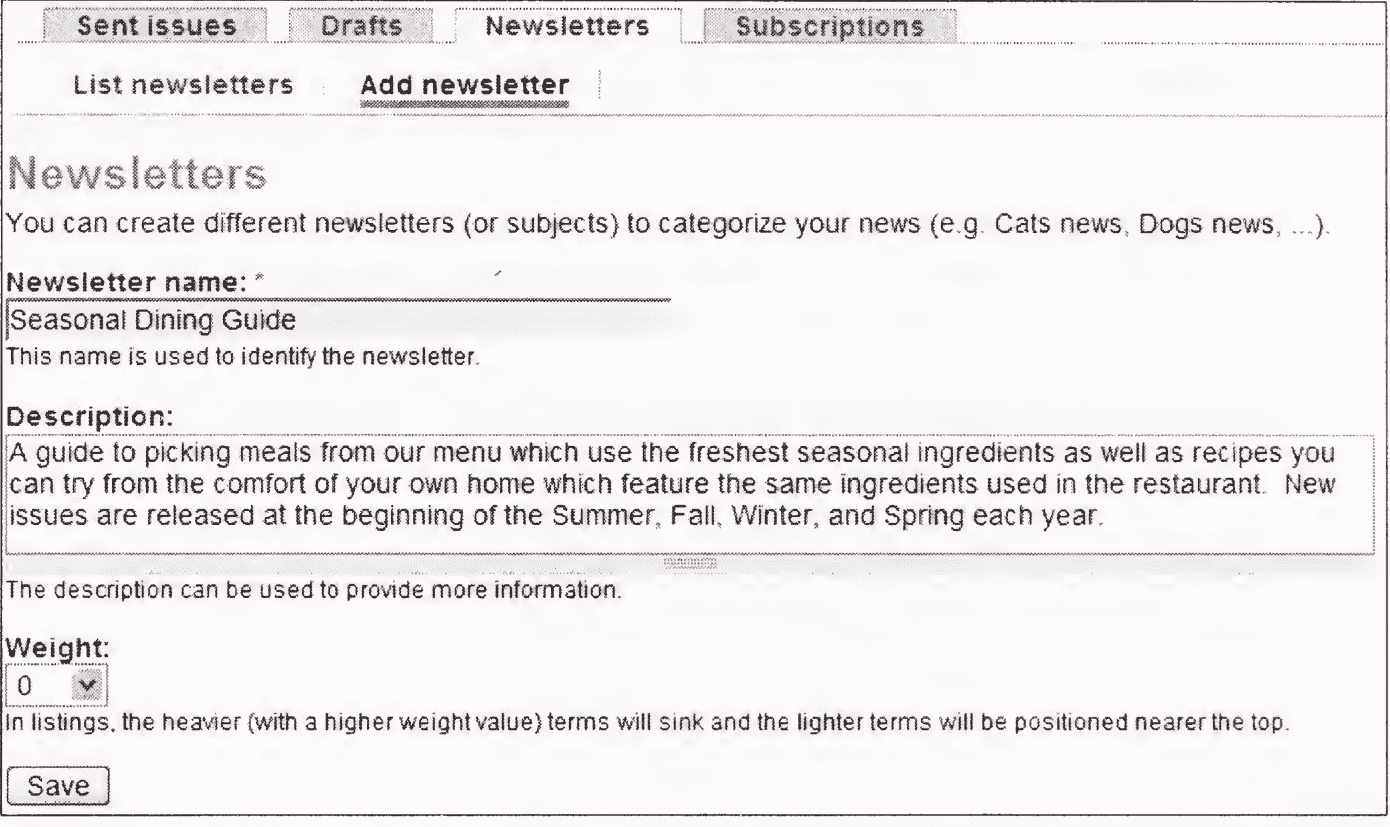 Sent issues Drafts Newsletters Subscriptions
List newsletters Add newsletter
Newsletters
You can create different newsletters (or subjects) to categorize your news (e.g. Cats news, Dogs news, ...).
Newsletter name: *
Seasonal Dining Guide
This name is used to identify the newsletter.
Description:
A guide to picking meals from our menu which use the freshest seasonal ingredients as well as recipes you
can try from the comfort of your own home which feature the same ingredients used in the restaurant. New
issues are released at the beginning of the Summer, Fall, Winter, and Spring each year.
The description can be used to provide more information.
Weight:
0
In listings, the heavier (with a higher weight value) terms will sink and the lighter terms will be positioned nearer the top.
Save